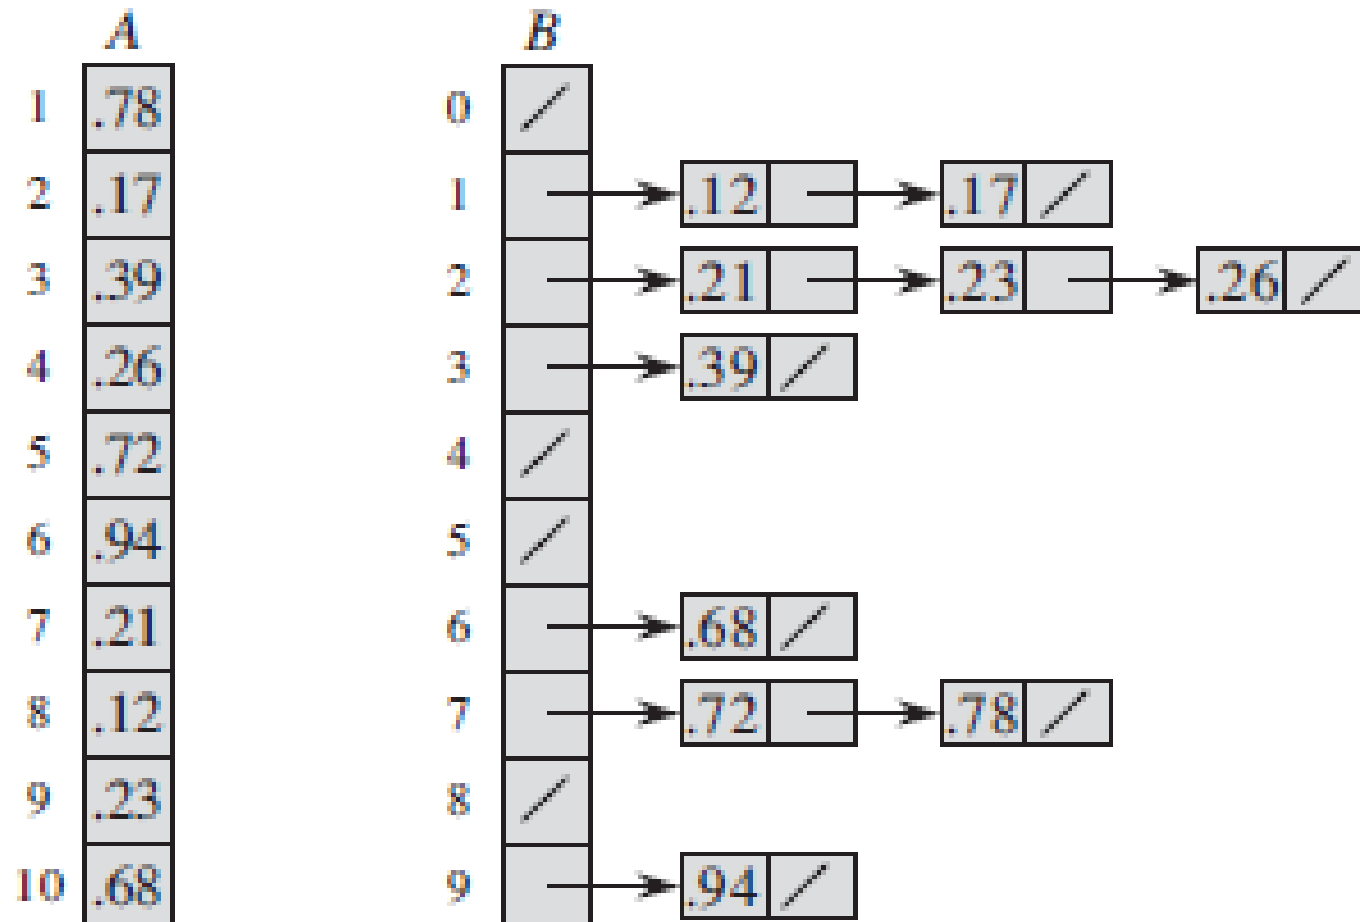 A B
1 .78 0 /
2 .17 1 .12 .17 /
3 .39 2 .21 .23 .26 /
4 .26 3 .39 /
5 .72 4 /
6 .94 5 /
7 .21 6 .68 /
8 .12 7 .72 .78 /
9 .23 8 /
10 .68 9 .94 /